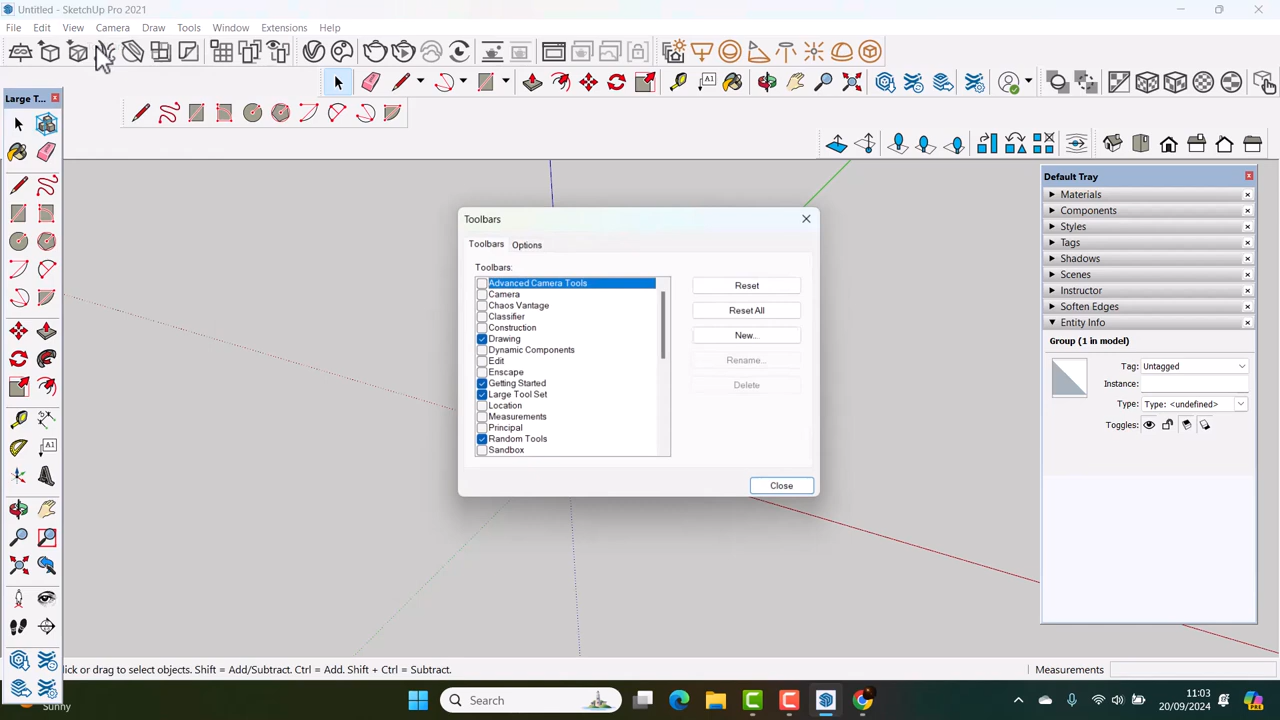 Untitled - SketchUp Pro 2021
File Edit View Camera Draw Tools Window Extensions Help
Large T...
A1
Default Tray
Materials
Components
Styles
Tags
Shadows
Scenes
Instructor
Soften Edges
Entity Info
Group (1 in model)
Tag: Untagged
Instance:
Type: Type: <undefined>
Toggles:
Toolbars
Toolbars Options
Toolbars:
Advanced Camera Tools
Camera
Chaos Vantage
Classifier
Construction
Drawing
Dynamic Components
Edit
Enscape
Getting Started
Large Tool Set
Location
Measurements
Principal
Random Tools
Sandbox
Reset
Reset All
New...
Rename...
Delete
Close
A1
A
lick or drag to select objects. Shift = Add/Subtract. Ctrl = Add. Shift + Ctrl = Subtract.
Measurements
Sunny
Search
11:03
20/09/2024